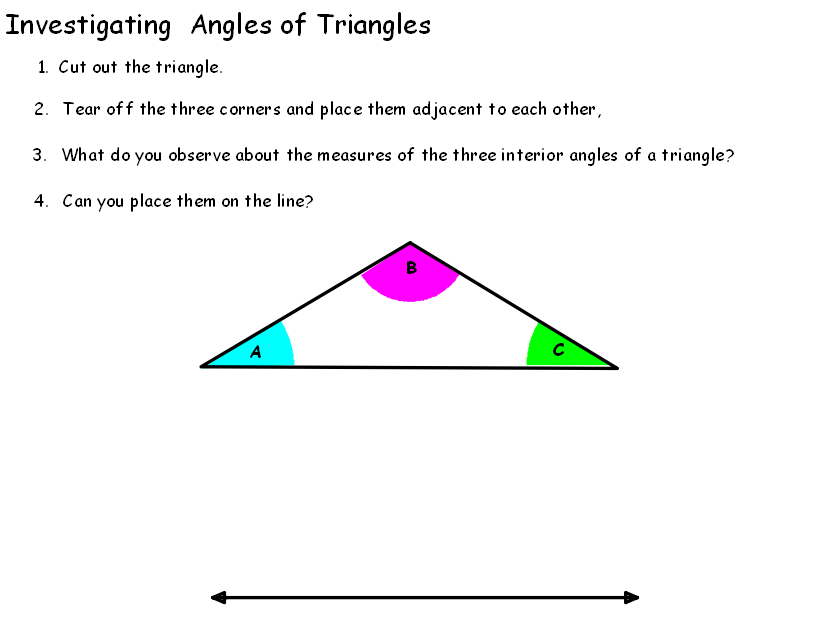 Investigating  Angles of Triangles
1. Cut out the triangle.
2. Tear off the three corners and place them adjacent to each other,
3. What do you observe about the measures of the three interior angles of a triangle?
4. Can you place them on the line?
B
A
C